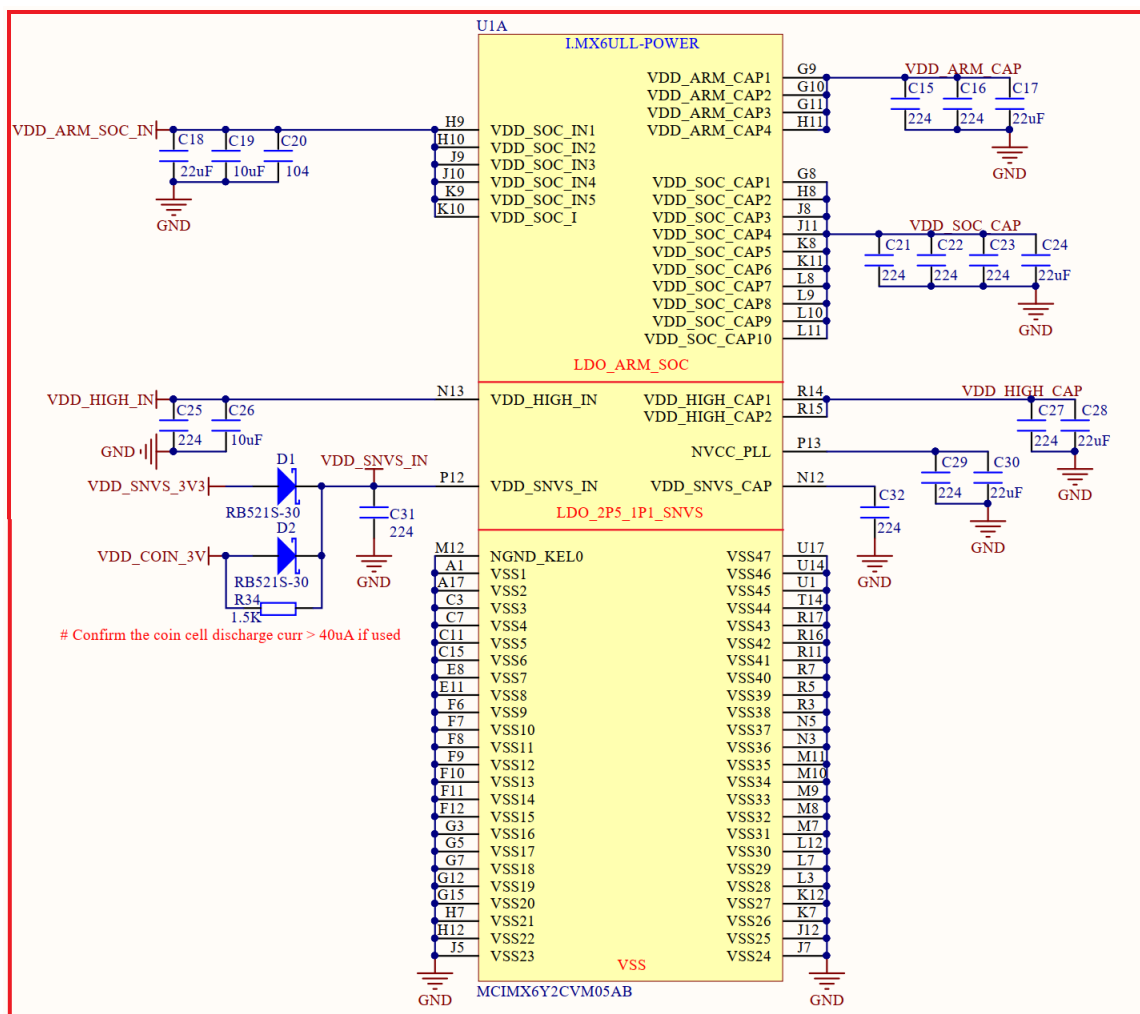 U1A
I.MX6ULL-POWER
VDD_ARM_SOC_IN
C18
22uF
C19
10uF
C20
104
GND
H9 VDD_SOC_IN1
H10 VDD_SOC_IN2
J9 VDD_SOC_IN3
J10 VDD_SOC_IN4
K9 VDD_SOC_IN5
K10 VDD_SOC_I
VDD_ARM_CAP1 G9
VDD_ARM_CAP2 G10
VDD_ARM_CAP3 G11
VDD_ARM_CAP4 H11
VDD_ARM_CAP
C15
224
C16
224
C17
22uF
GND
VDD_SOC_CAP1 G8
VDD_SOC_CAP2 H8
VDD_SOC_CAP3 J8
VDD_SOC_CAP4 J11
VDD_SOC_CAP5 K8
VDD_SOC_CAP6 K11
VDD_SOC_CAP7 L8
VDD_SOC_CAP8 L9
VDD_SOC_CAP9 L10
VDD_SOC_CAP10 L11
VDD_SOC_CAP
C21
224
C22
224
C23
224
C24
22uF
GND
LDO_ARM_SOC
VDD_HIGH_IN
C25
224
C26
10uF
GND
N13 VDD_HIGH_IN
VDD_HIGH_CAP1 R14
VDD_HIGH_CAP2 R15
VDD_HIGH_CAP
C27
224
C28
22uF
GND
NVCC_PLL P13
C29
224
C30
22uF
GND
VDD_SNVS_3V3
D1
RB521S-30
VDD_SNVS_IN
P12 VDD_SNVS_IN
C31
224
GND
VDD_SNVS_CAP N12
C32
224
GND
LDO_2P5_1P1_SNVS
VDD_COIN_3V
D2
RB521S-30
R34
1.5K
# Confirm the coin cell discharge curr > 40uA if used
M12 NGND_KEL0
A1 VSS1
A17 VSS2
C3 VSS3
C7 VSS4
C11 VSS5
C15 VSS6
E8 VSS7
E11 VSS8
F6 VSS9
F7 VSS10
F8 VSS11
F9 VSS12
F10 VSS13
F11 VSS14
F12 VSS15
G3 VSS16
G5 VSS17
G7 VSS18
G12 VSS19
G15 VSS20
H7 VSS21
H12 VSS22
J5 VSS23
GND
VSS47 U17
VSS46 U14
VSS45 U1
VSS44 T14
VSS43 R17
VSS42 R16
VSS41 R11
VSS40 R7
VSS39 R5
VSS38 R3
VSS37 N5
VSS36 N3
VSS35 M11
VSS34 M10
VSS33 M9
VSS32 M8
VSS31 M7
VSS30 L12
VSS29 L7
VSS28 L3
VSS27 K12
VSS26 K7
VSS25 J12
VSS24 J7
GND
VSS
MCIMX6Y2CVM05AB